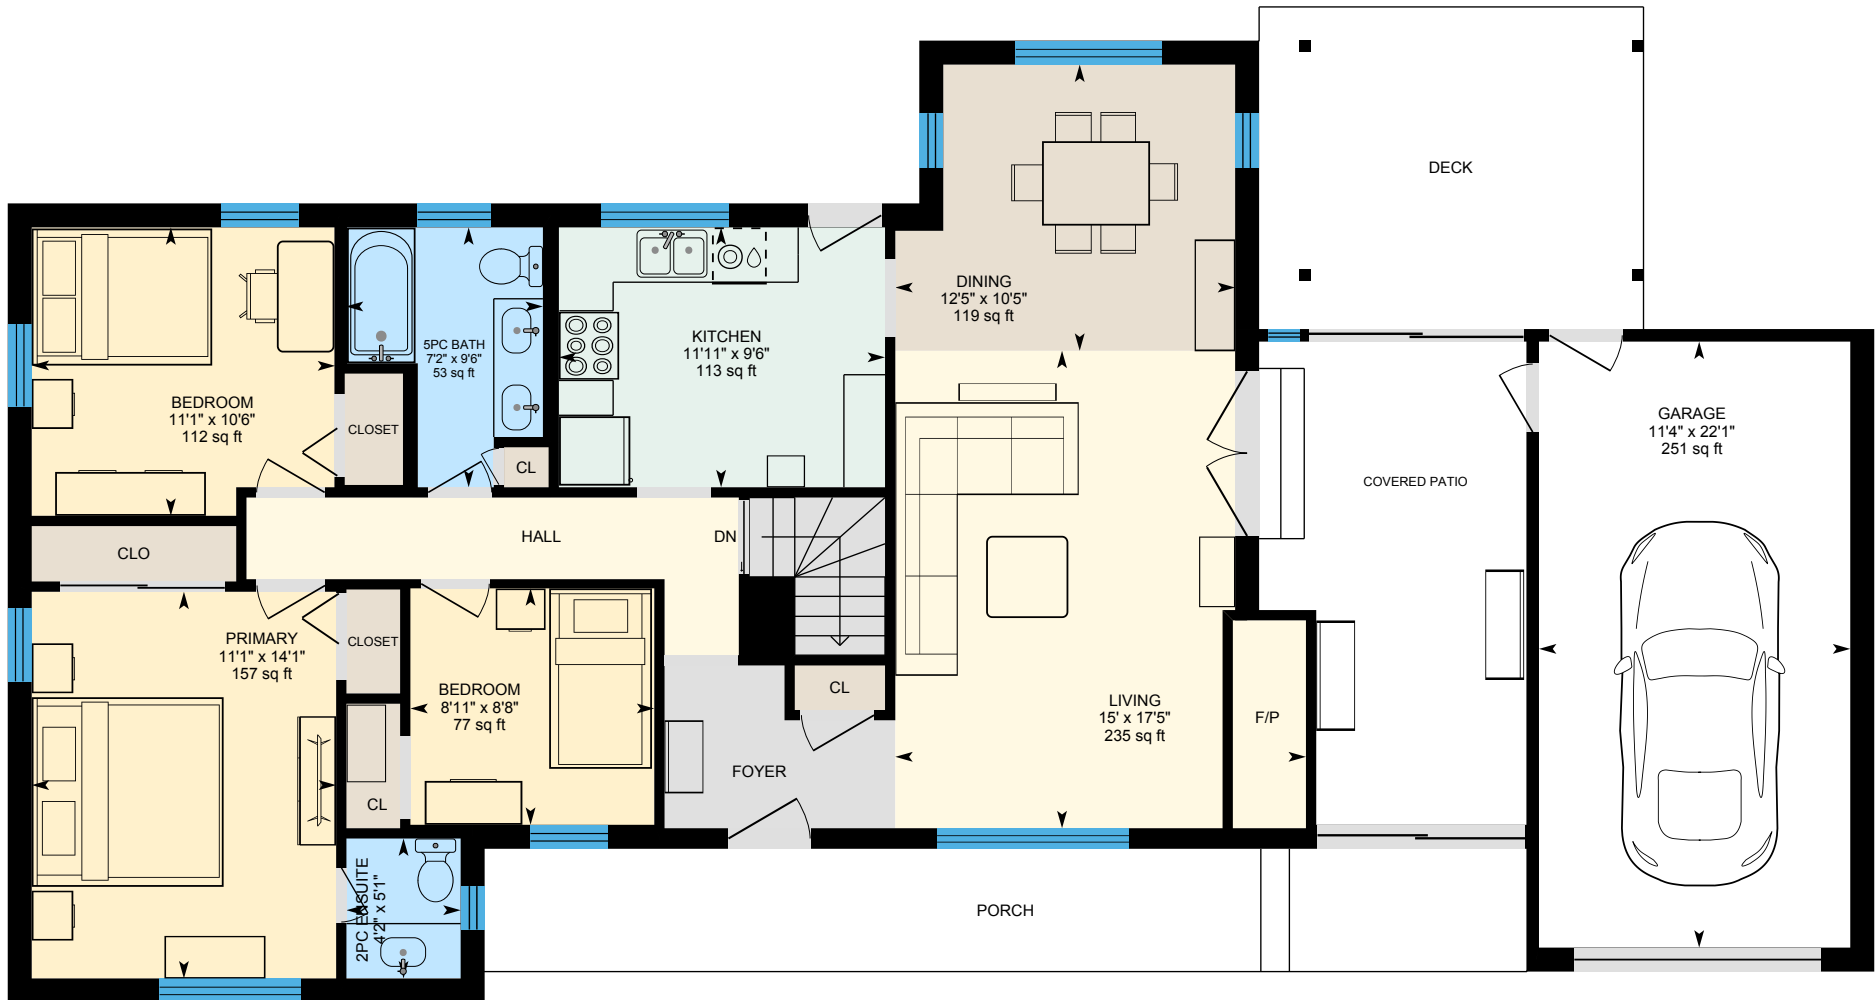 DECK
DINING
12'5" x 10'5"
119 sq ft
KITCHEN
11'11" x 9'6"
113 sq ft
5PC BATH
7'2" x 9'6"
53 sq ft
BEDROOM
11'1" x 10'6"
112 sq ft
CLOSET
CL
GARAGE
11'4" x 22'1"
251 sq ft
COVERED PATIO
CLO
HALL
DN
PRIMARY
11'1" x 14'1"
157 sq ft
CLOSET
BEDROOM
8'11" x 8'8"
77 sq ft
CL
LIVING
15' x 17'5"
235 sq ft
F/P
FOYER
CL
2PC ENSUITE
4'2" x 5'1"
PORCH